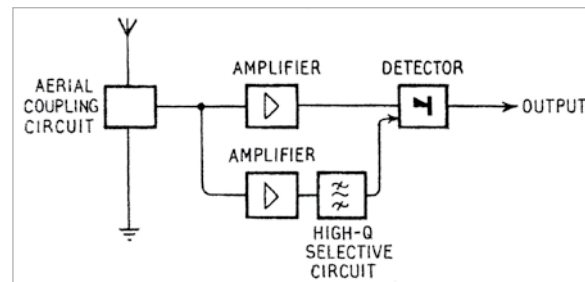 AERIAL
COUPLING
CIRCUIT
AMPLIFIER
DETECTOR
OUTPUT
AMPLIFIER
HIGH-Q
SELECTIVE
CIRCUIT